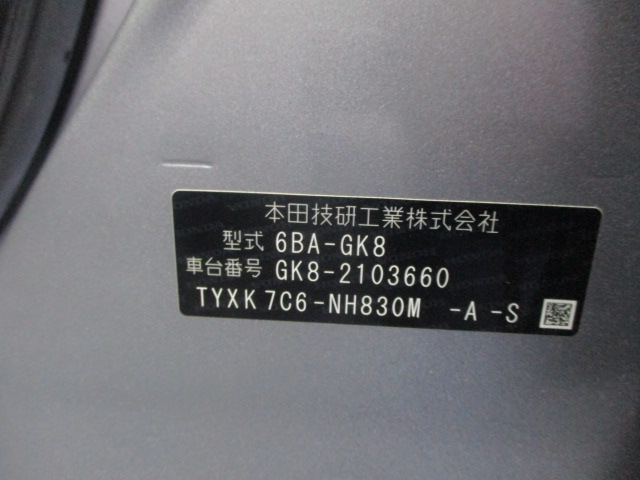 本田技研工業株式会社
型式 6BA-GK8
車台番号 GK8-2103660
TYXK7C6-NH830M -A -S